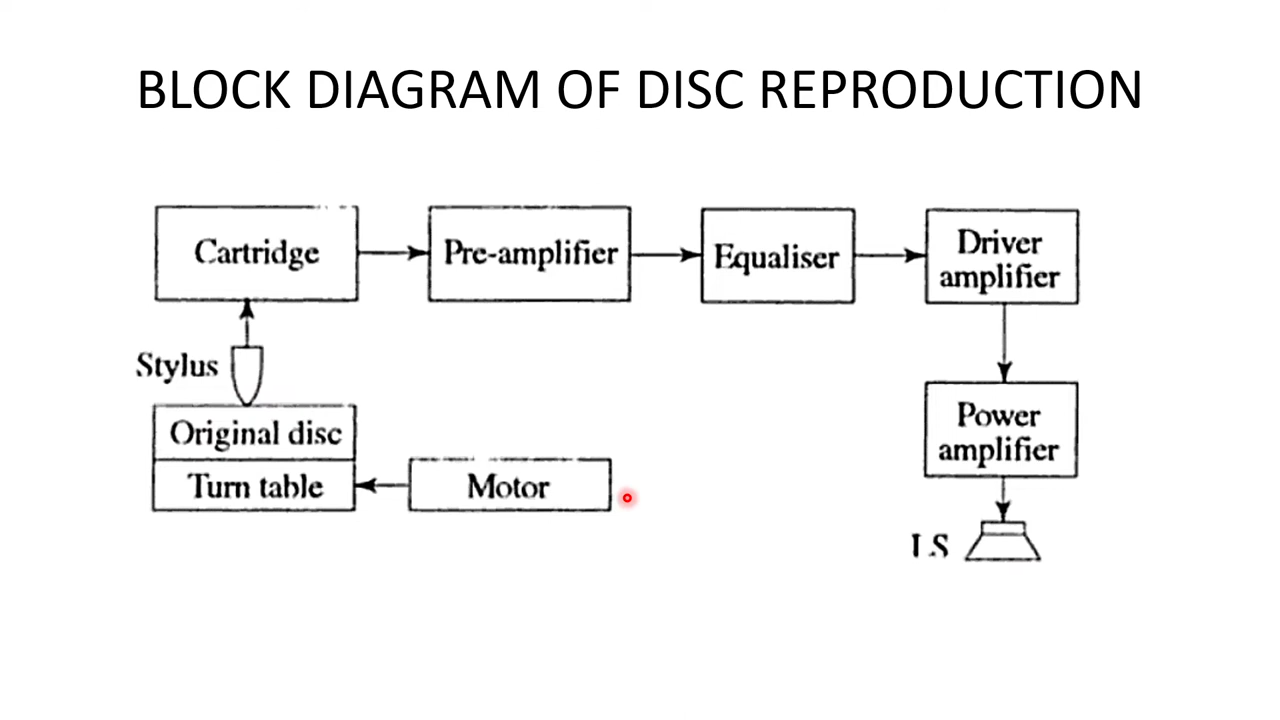 BLOCK DIAGRAM OF DISC REPRODUCTION
Cartridge
Pre-amplifier
Equaliser
Driver
amplifier
Stylus
Original disc
Turn table
Motor
Power
amplifier
LS